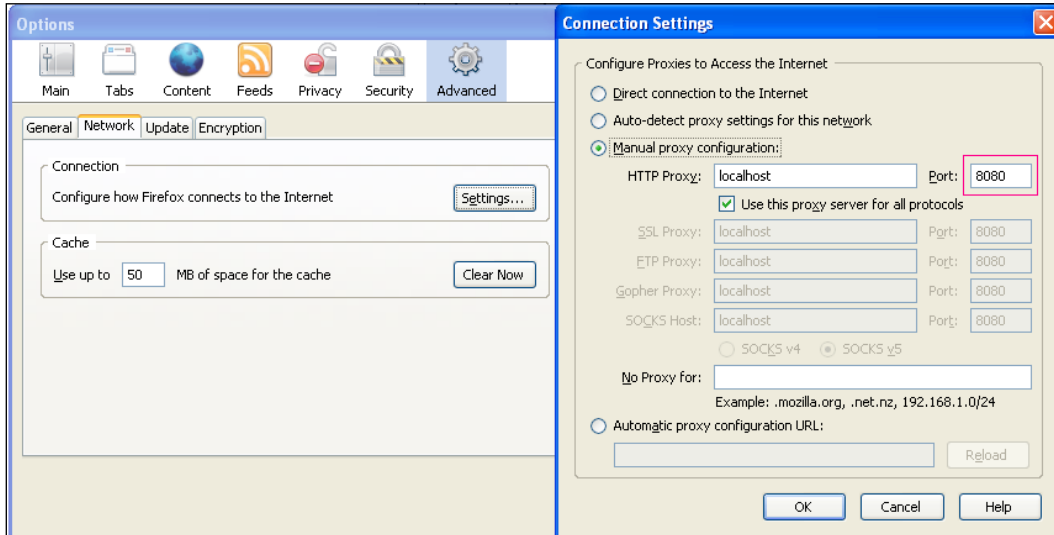 Options
Main Tabs Content Feeds Privacy Security Advanced
General Network Update Encryption
Connection
Configure how Firefox connects to the Internet Settings...
Cache
Use up to 50 MB of space for the cache Clear Now
Connection Settings
Configure Proxies to Access the Internet
Direct connection to the Internet
Auto-detect proxy settings for this network
Manual proxy configuration:
HTTP Proxy: localhost Port: 8080
Use this proxy server for all protocols
SSL Proxy: localhost Port: 8080
FTP Proxy: localhost Port: 8080
Gopher Proxy: localhost Port: 8080
SOCKS Host: localhost Port: 8080
SOCKS v4 SOCKS v5
No Proxy for:
Example: .mozilla.org, .net.nz, 192.168.1.0/24
Automatic proxy configuration URL:
Reload
OK Cancel Help